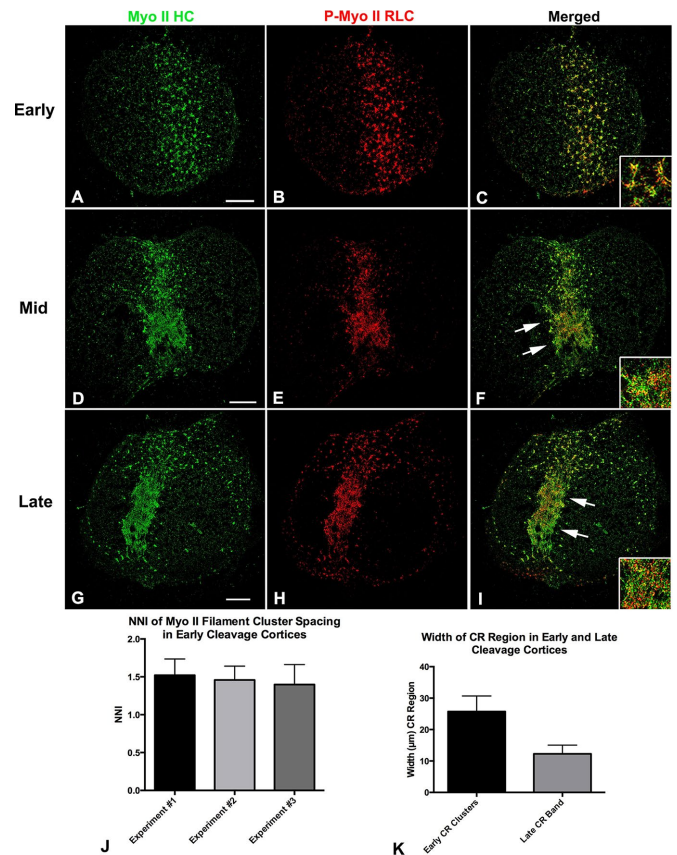 Myo II HC
P-Myo II RLC
Merged
Early
A
B
C
Mid
D
E
F
Late
G
H
I
NNI of Myo II Filament Cluster Spacing
in Early Cleavage Cortices
2.0
1.5
1.0
0.5
0.0
NNI
Experiment #1
Experiment #2
Experiment #3
J
Width of CR Region in Early and Late
Cleavage Cortices
40
30
20
10
0
Width (μm) CR Region
Early CR Clusters
Late CR Band
K